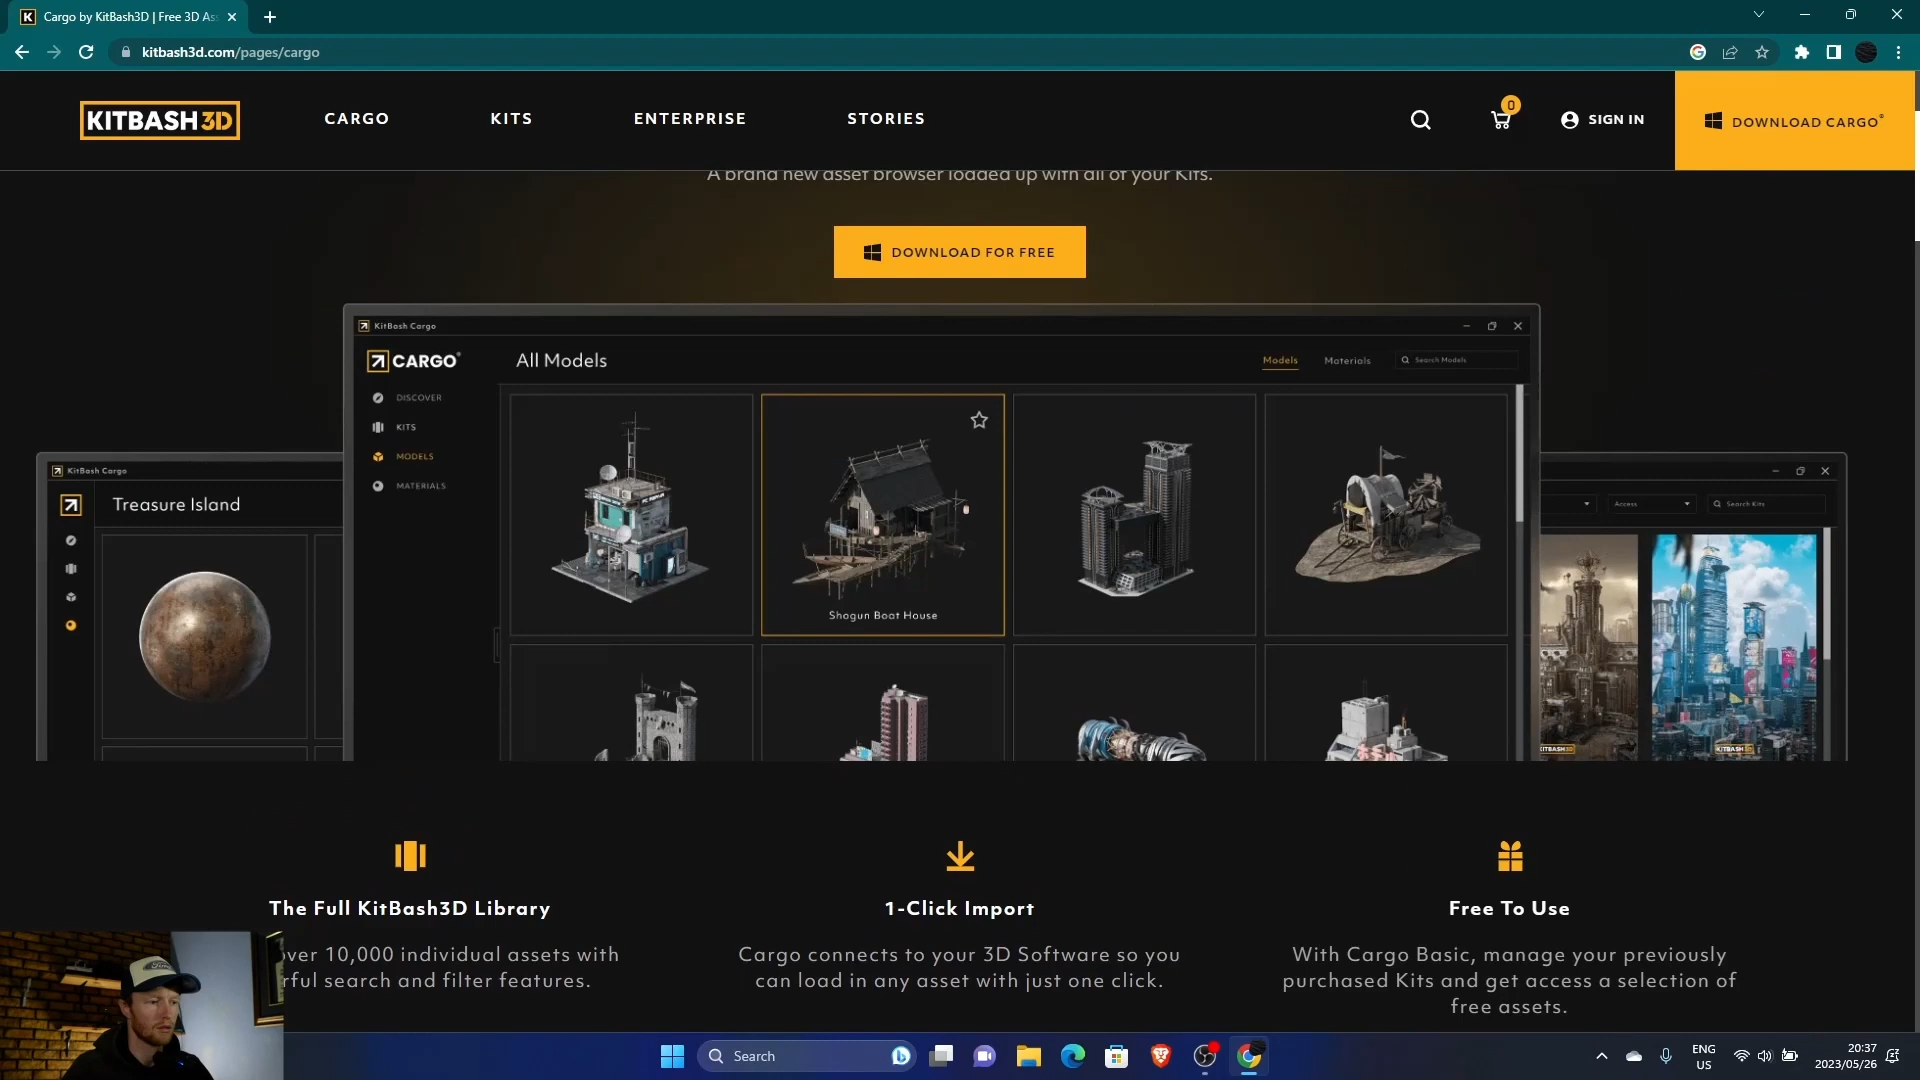 Cargo by KitBash3D | Free 3D Ass
kitbash3d.com/pages/cargo
KITBASH 3D
CARGO
KITS
ENTERPRISE
STORIES
0
SIGN IN
DOWNLOAD CARGO®
A brand new asset browser loaded up with all of your Kits.
DOWNLOAD FOR FREE
KitBash Cargo
CARGO®
All Models
Models
Materials
Search Models
DISCOVER
KITS
MODELS
MATERIALS
Shogun Boat House
KitBash Cargo
Treasure Island
Access
Search Kits
KITBASH3D
KITBASH3D
The Full KitBash3D Library
over 10,000 individual assets with
rful search and filter features.
1-Click Import
Cargo connects to your 3D Software so you
can load in any asset with just one click.
Free To Use
With Cargo Basic, manage your previously
purchased Kits and get access a selection of
free assets.
Search
ENG
US
20:37
2023/05/26